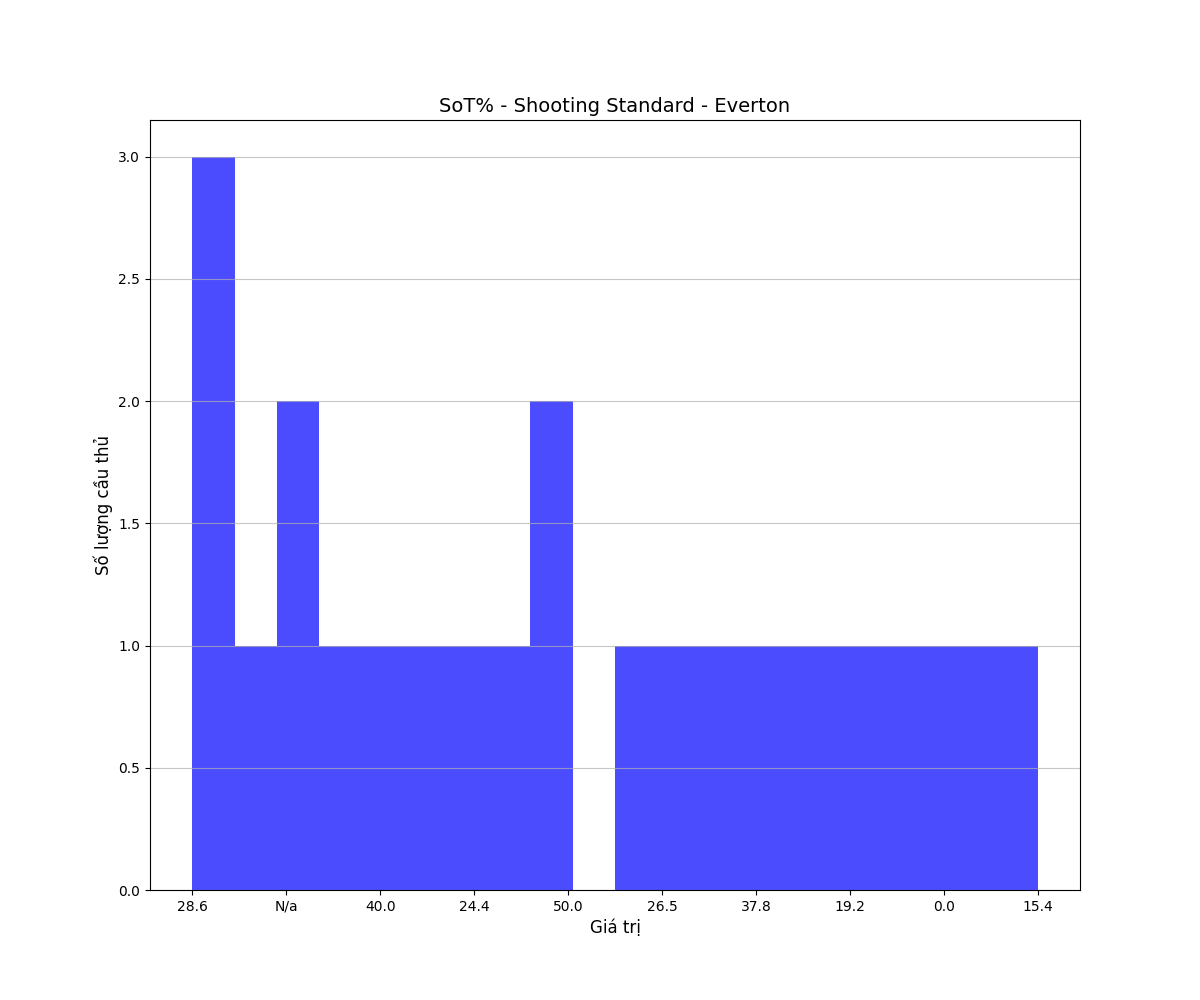 SoT% - Shooting Standard - Everton
3.0
2.5
2.0
1.5
1.0
0.5
0.0
Số lượng cầu thủ
28.6 N/a 40.0 24.4 50.0 26.5 37.8 19.2 0.0 15.4
Giá trị